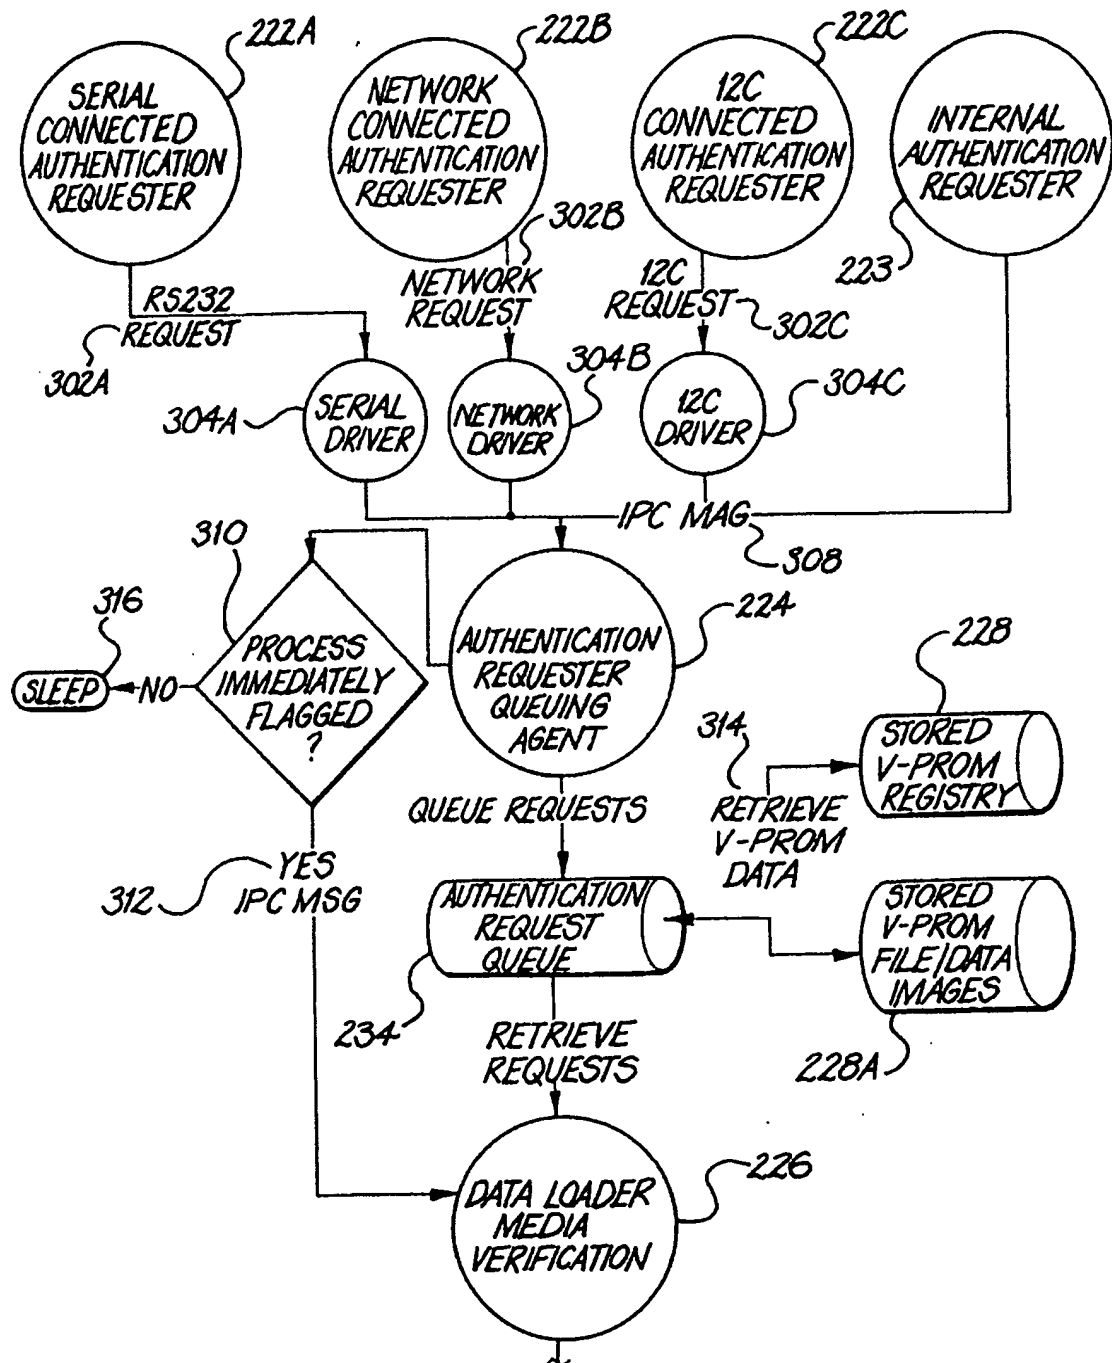 222A
222B
222C
SERIAL
CONNECTED
AUTHENTICATION
REQUESTER
NETWORK
CONNECTED
AUTHENTICATION
REQUESTER
12C
CONNECTED
AUTHENTICATION
REQUESTER
INTERNAL
AUTHENTICATION
REQUESTER
223
RS232
REQUEST
302A
302B
NETWORK
REQUEST
12C
REQUEST
302C
304A
SERIAL
DRIVER
304B
NETWORK
DRIVER
12C
DRIVER
304C
IPC MAG
308
310
316
SLEEP
NO
PROCESS
IMMEDIATELY
FLAGGED
?
AUTHENTICATION
REQUESTER
QUEUING
AGENT
224
228
STORED
V-PROM
REGISTRY
314
RETRIEVE
V-PROM
DATA
QUEUE REQUESTS
312
YES
IPC MSG
AUTHENTICATION
REQUEST
QUEUE
234
STORED
V-PROM
FILE/DATA
IMAGES
228A
RETRIEVE
REQUESTS
226
DATA LOADER
MEDIA
VERIFICATION